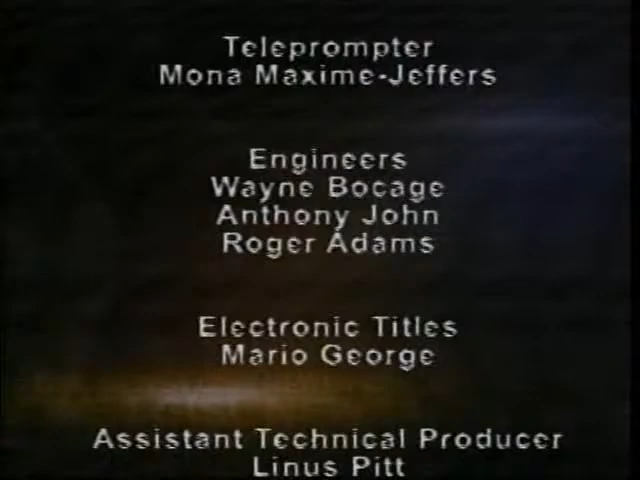 Teleprompter
Mona Maxime-Jeffers
Engineers
Wayne Bocage
Anthony John
Roger Adams
Electronic Titles
Mario George
Assistant Technical Producer
Linus Pitt